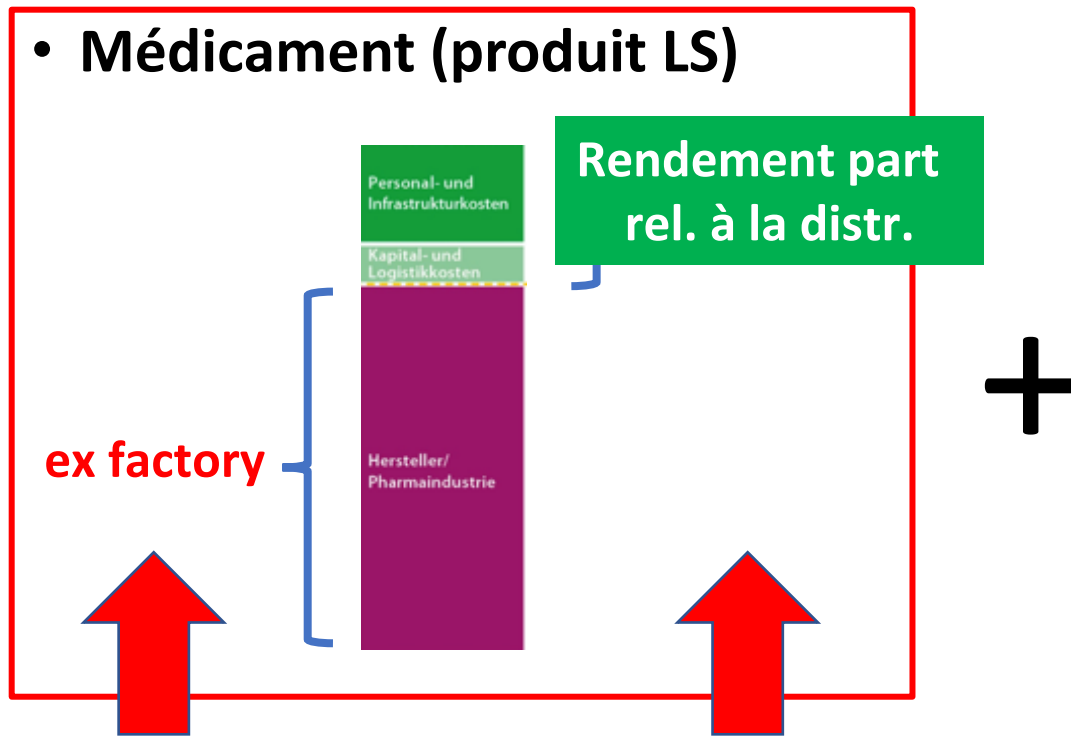 • Médicament (produit LS)
Rendement part
rel. à la distr.
Personal- und
Infrastrukturkosten
Kapital- und
Logistikkosten
+
ex factory
Hersteller/
Pharmaindustrie